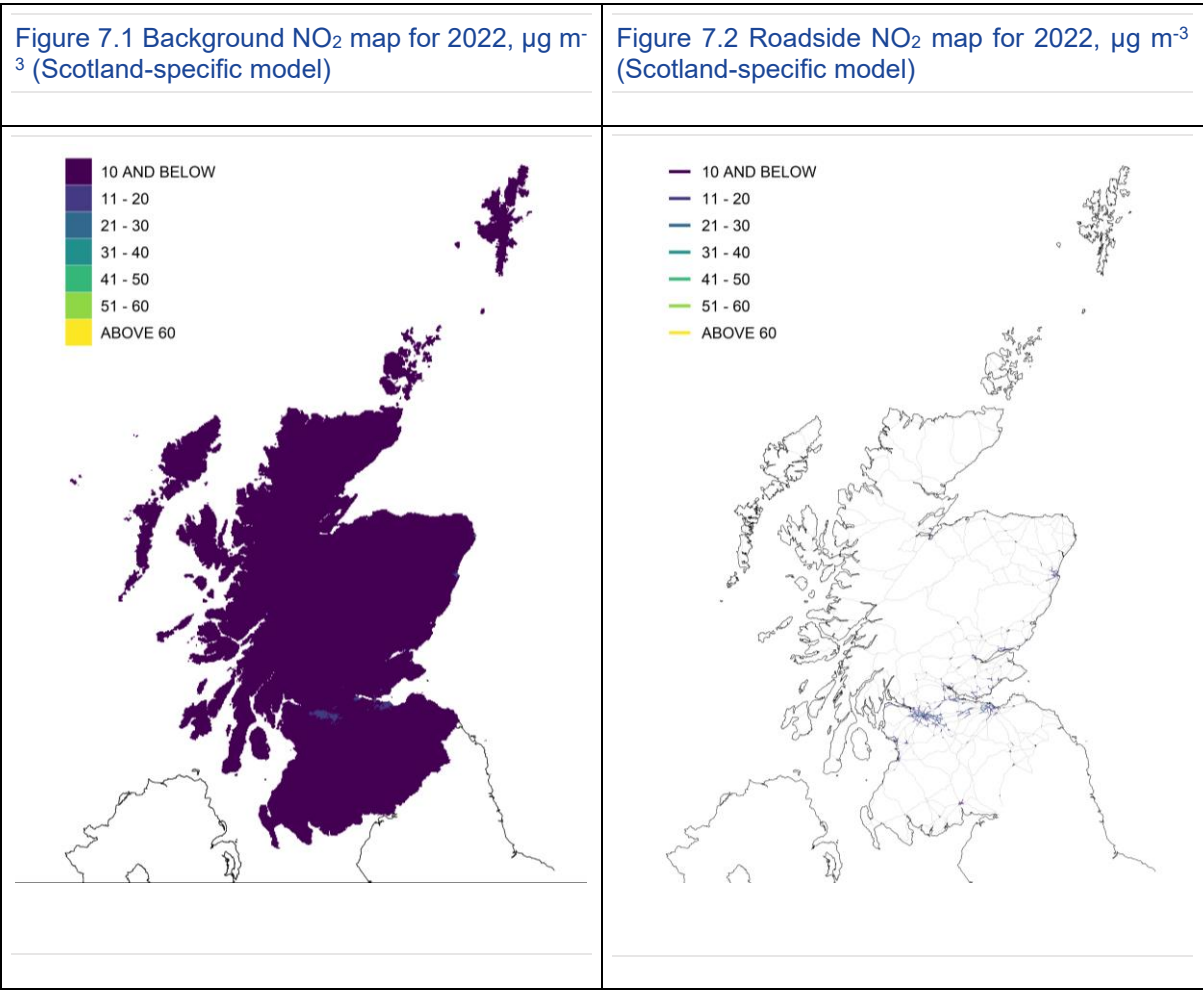 Figure 7.1 Background NO2 map for 2022, µg m-
3 (Scotland-specific model)
Figure 7.2 Roadside NO2 map for 2022, µg m-3
(Scotland-specific model)
10 AND BELOW
11 - 20
21 - 30
31 - 40
41 - 50
51 - 60
ABOVE 60
10 AND BELOW
11 - 20
21 - 30
31 - 40
41 - 50
51 - 60
ABOVE 60